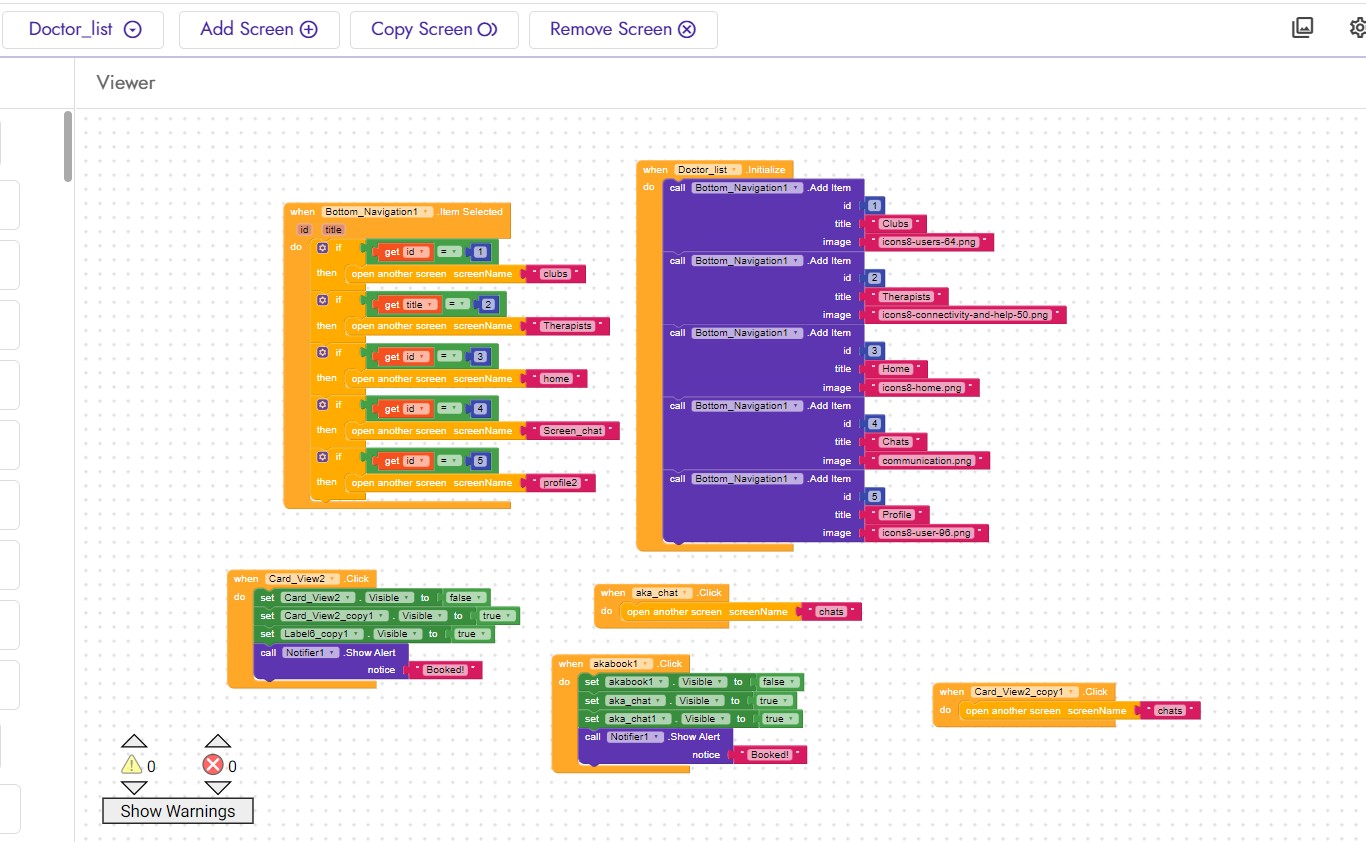 Doctor_list
Add Screen
Copy Screen
Remove Screen
Viewer
when Bottom_Navigation1 .Item Selected
id title
do if get id = 1
then open another screen screenName " clubs "
if get title = 2
then open another screen screenName " Therapists "
if get id = 3
then open another screen screenName " home "
if get id = 4
then open another screen screenName " Screen_chat "
if get id = 5
then open another screen screenName " profile2 "
when Doctor_list .Initialize
do call Bottom_Navigation1 .Add Item
id 1
title " Clubs "
image " icons8-users-64.png "
call Bottom_Navigation1 .Add Item
id 2
title " Therapists "
image " icons8-connectivity-and-help-50.png "
call Bottom_Navigation1 .Add Item
id 3
title " Home "
image " icons8-home.png "
call Bottom_Navigation1 .Add Item
id 4
title " Chats "
image " communication.png "
call Bottom_Navigation1 .Add Item
id 5
title " Profile "
image " icons8-user-96.png "
when Card_View2 .Click
do set Card_View2 . Visible to false
set Card_View2_copy1 . Visible to true
set Label6_copy1 . Visible to true
call Notifier1 .Show Alert
notice " Booked! "
when aka_chat .Click
do open another screen screenName " chats "
when akabook1 .Click
do set akabook1 . Visible to false
set aka_chat . Visible to true
set aka_chat1 . Visible to true
call Notifier1 .Show Alert
notice " Booked! "
when Card_View2_copy1 .Click
do open another screen screenName " chats "
0 0
Show Warnings